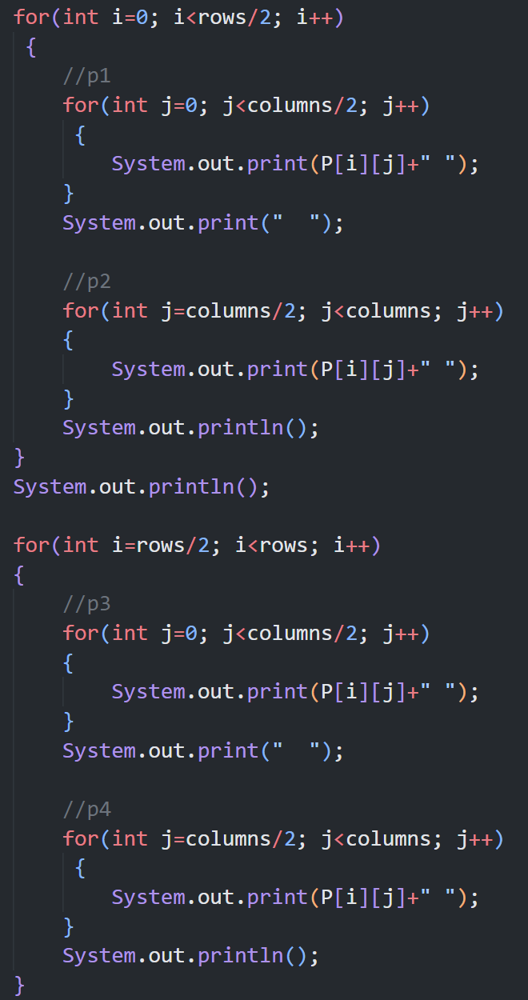 for(int i=0; i<rows/2; i++)
 {
    //p1
    for(int j=0; j<columns/2; j++)
     {
        System.out.print(P[i][j]+" ");
    }
    System.out.print("  ");

    //p2
    for(int j=columns/2; j<columns; j++)
    {
        System.out.print(P[i][j]+" ");
    }
    System.out.println();
}
System.out.println();

for(int i=rows/2; i<rows; i++)
{
    //p3
    for(int j=0; j<columns/2; j++)
    {
        System.out.print(P[i][j]+" ");
    }
    System.out.print("  ");

    //p4
    for(int j=columns/2; j<columns; j++)
     {
        System.out.print(P[i][j]+" ");
    }
    System.out.println();
}